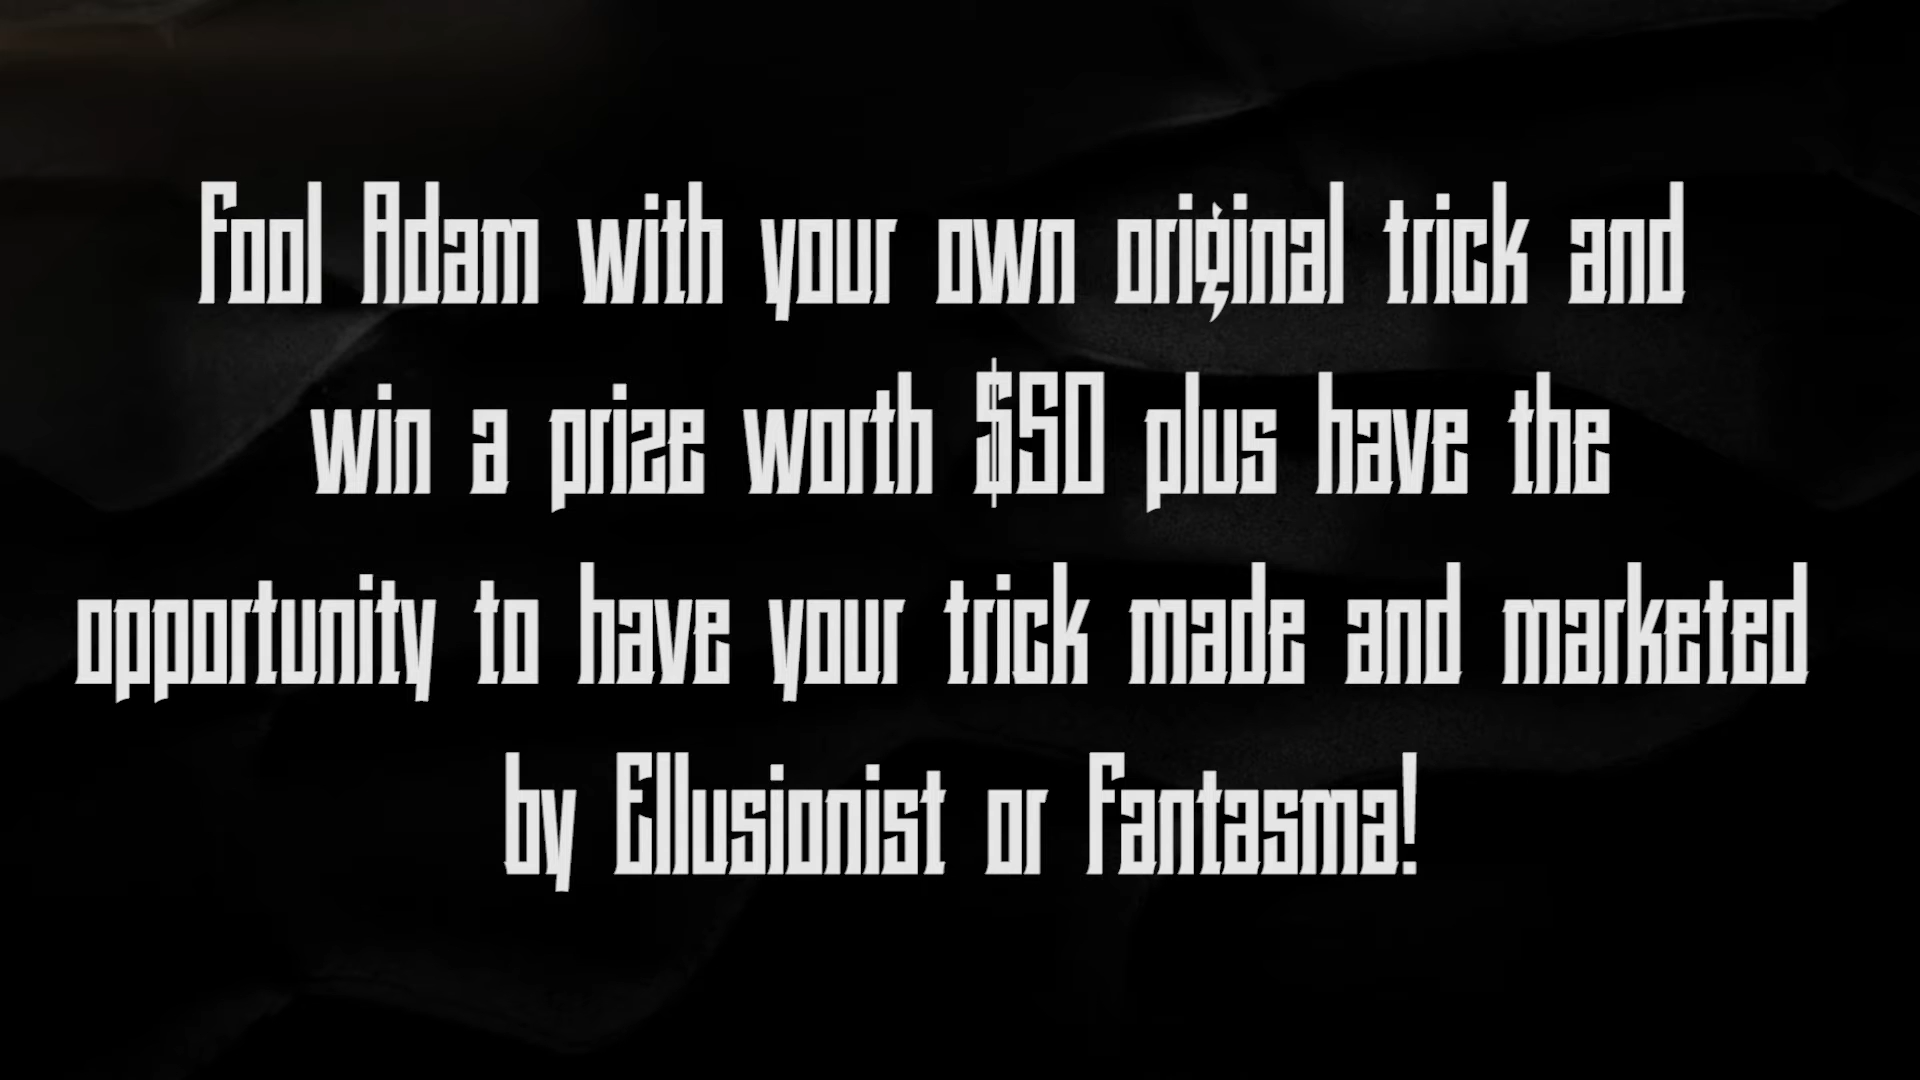 Fool Adam with your own original trick and
win a prize worth $50 plus have the
opportunity to have your trick made and marketed
by Ellusionist or Fantasma!